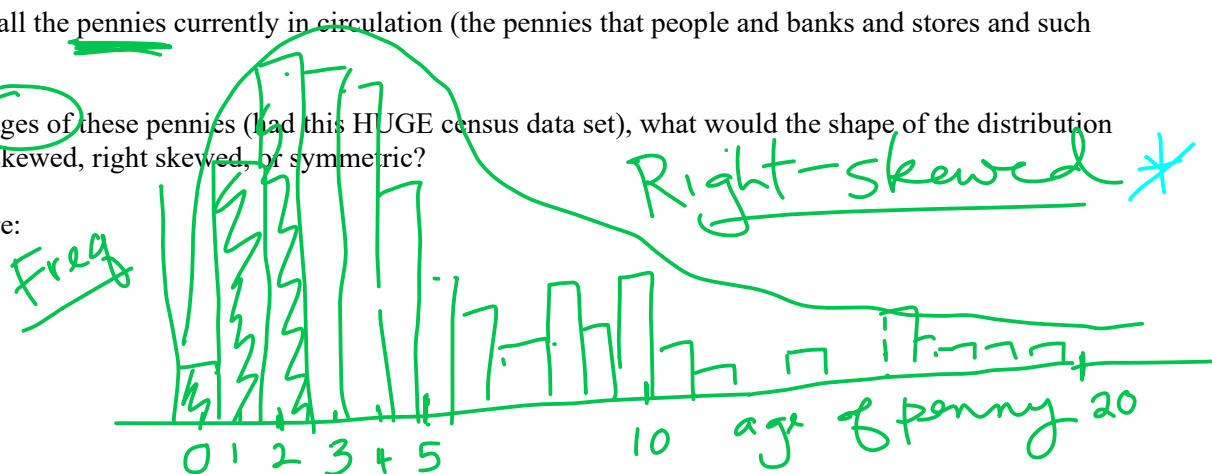 all the pennies currently in circulation (the pennies that people and banks and stores and such
ges of these pennies (had this HUGE census data set), what would the shape of the distribution
kewed, right skewed, or symmetric?
Right-skewed
re:
Freq
0 1 2 3 4 5 10 20
age of penny